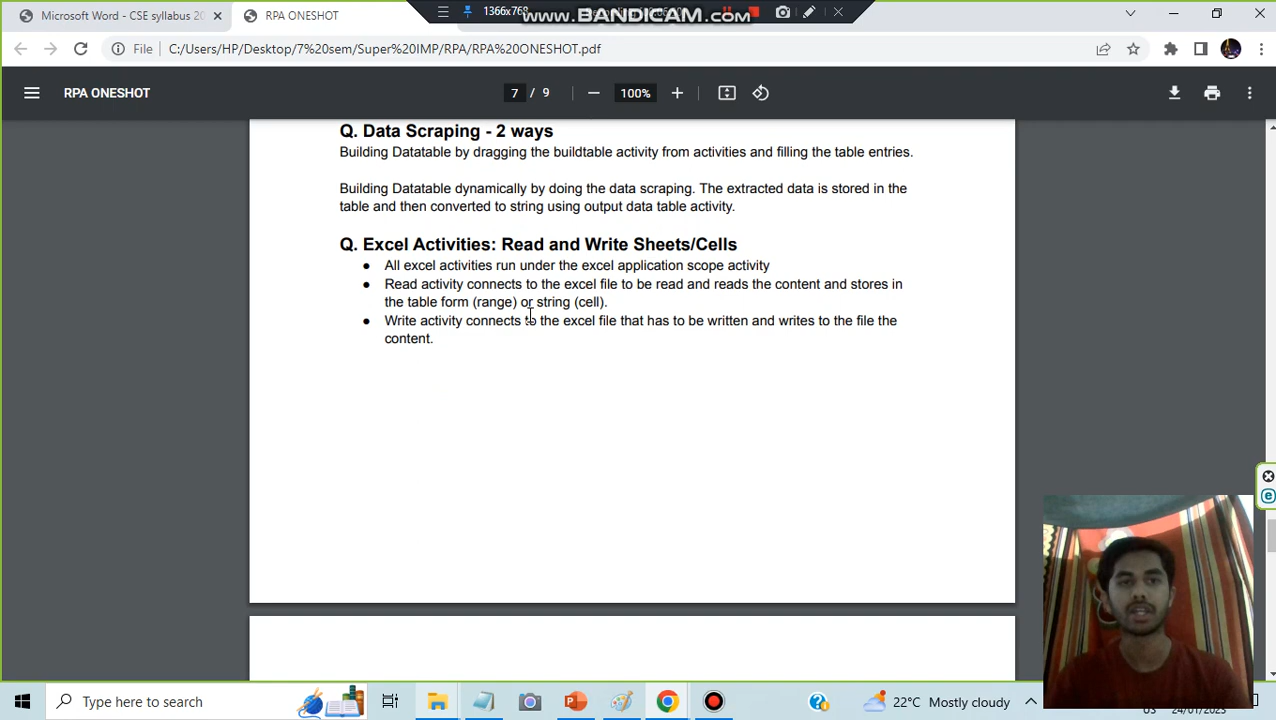 Microsoft Word - CSE syllabus 20
RPA ONESHOT
1366x768
www.BANDICAM.com
File
C:/Users/HP/Desktop/7%20sem/Super%20IMP/RPA/RPA%20ONESHOT.pdf
RPA ONESHOT
7 / 9
100%
Q. Data Scraping - 2 ways
Building Datatable by dragging the buildtable activity from activities and filling the table entries.
Building Datatable dynamically by doing the data scraping. The extracted data is stored in the
table and then converted to string using output data table activity.
Q. Excel Activities: Read and Write Sheets/Cells
● All excel activities run under the excel application scope activity
● Read activity connects to the excel file to be read and reads the content and stores in
the table form (range) or string (cell).
● Write activity connects to the excel file that has to be written and writes to the file the
content.
Type here to search
22°C Mostly cloudy
24/01/2023